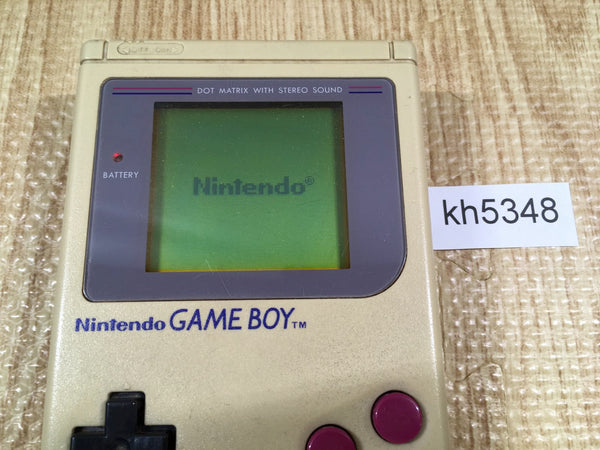 DOT MATRIX WITH STEREO SOUND
BATTERY
Nintendo®
kh5348
Nintendo GAME BOY™